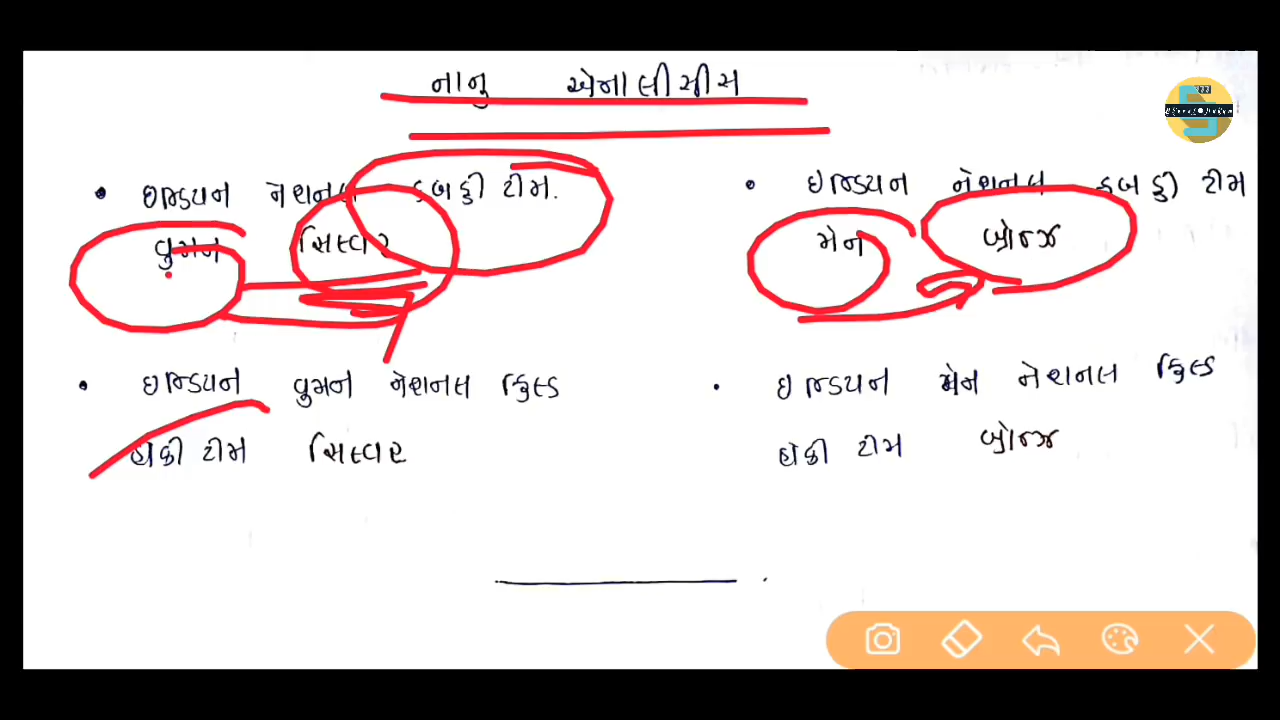 નાનુ એનાલીસીસ
• ઇન્ડિયન નેશનલ કબડ્ડી ટીમ.
વુમન સિલ્વર
• ઇન્ડિયન નેશનલ કબડ્ડી ટીમ
મેન બ્રોન્ઝ
• ઇન્ડિયન વુમન નેશનલ ફિલ્ડ
હોકી ટીમ સિલ્વર
• ઇન્ડિયન મેન નેશનલ ફિલ્ડ
હોકી ટીમ બ્રોન્ઝ